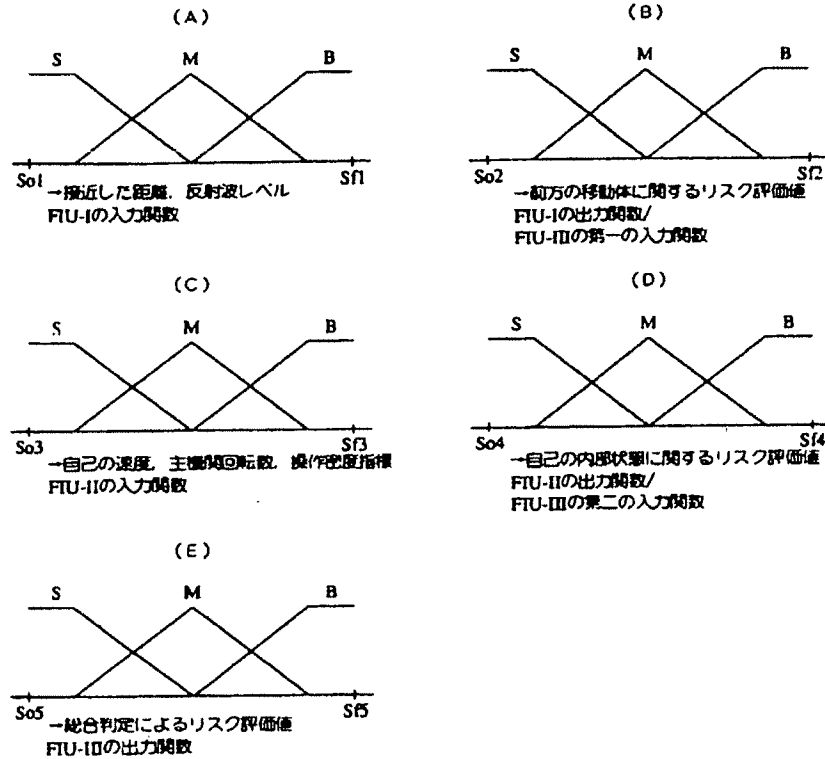 (A)
S M B
So1 Sf1
→接近した距離, 反射波レベル
FIU-Iの入力関数
(B)
S M B
So2 Sf2
→前方の移動体に関するリスク評価値
FIU-Iの出力関数/
FIU-IIIの第一の入力関数
(C)
S M B
So3 Sf3
→自己の速度, 主機関回転数, 操作密度指標
FIU-IIの入力関数
(D)
S M B
So4 Sf4
→自己の内部状態に関するリスク評価値
FIU-IIの出力関数/
FIU-IIIの第二の入力関数
(E)
S M B
So5 Sf5
→総合判定によるリスク評価値
FIU-IIIの出力関数